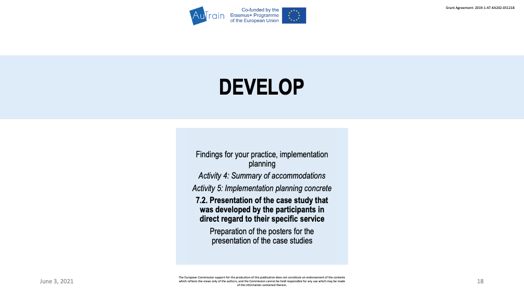 Grant Agreement: 2019-1-AT-KA202-051218
AuTrain
Co-funded by the
Erasmus+ Programme
of the European Union
DEVELOP
Findings for your practice, implementation
planning
Activity 4: Summary of accommodations
Activity 5: Implementation planning concrete
7.2. Presentation of the case study that
was developed by the participants in
direct regard to their specific service
Preparation of the posters for the
presentation of the case studies
June 3, 2021
The European Commission support for the production of this publication does not constitute an endorsement of the contents
which reflects the views only of the authors, and the Commission cannot be held responsible for any use which may be made
of the information contained therein.
18